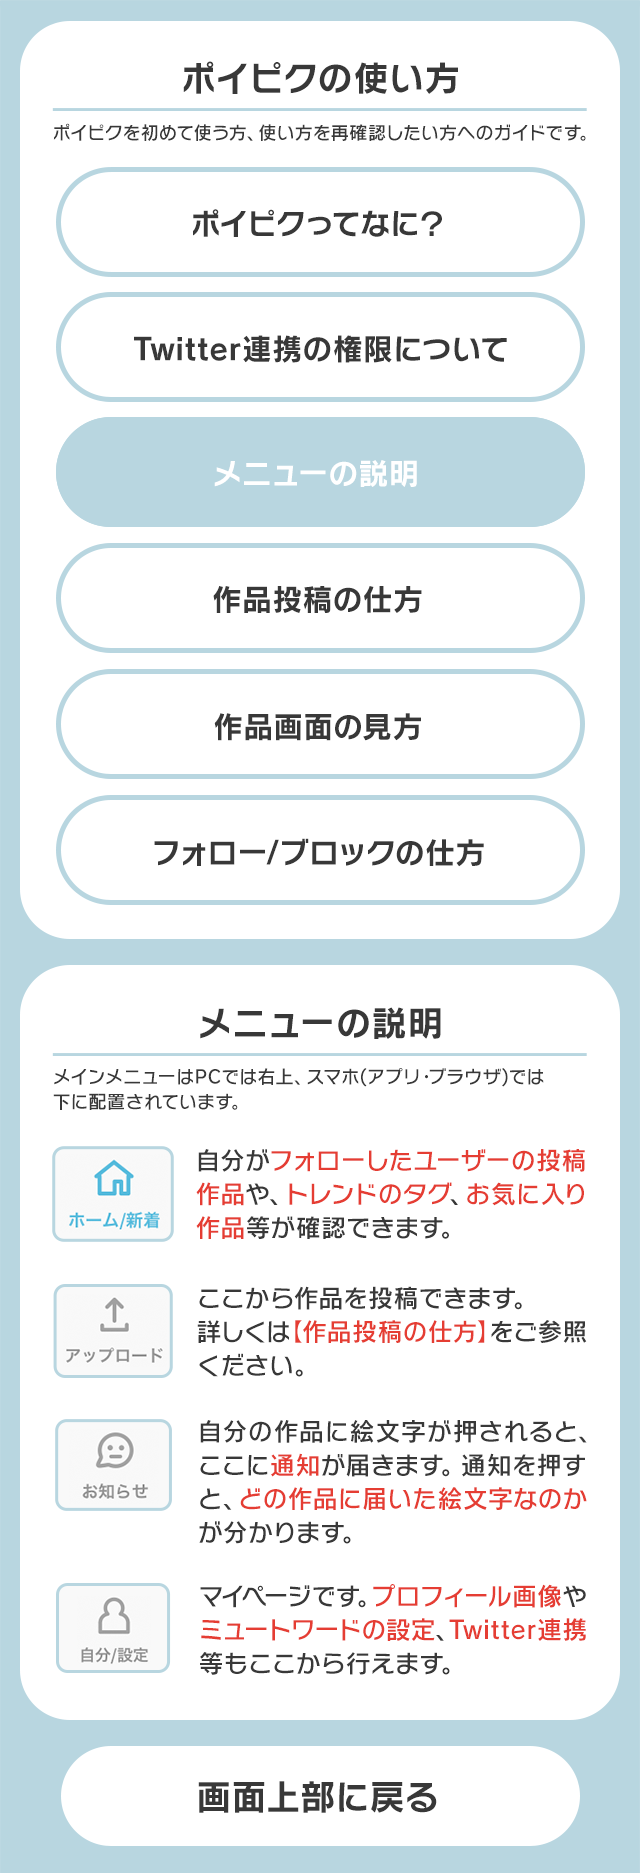 ポイピクの使い方
ポイピクを初めて使う方、使い方を再確認したい方へのガイドです。
ポイピクってなに？
Twitter連携の権限について
メニューの説明
作品投稿の仕方
作品画面の見方
フォロー/ブロックの仕方
メニューの説明
メインメニューはPCでは右上、スマホ(アプリ・ブラウザ)では
下に配置されています。
ホーム/新着
自分がフォローしたユーザーの投稿
作品や、トレンドのタグ、お気に入り
作品等が確認できます。
アップロード
ここから作品を投稿できます。
詳しくは【作品投稿の仕方】をご参照
ください。
お知らせ
自分の作品に絵文字が押されると、
ここに通知が届きます。通知を押す
と、どの作品に届いた絵文字なのか
が分かります。
自分/設定
マイページです。プロフィール画像や
ミュートワードの設定、Twitter連携
等もここから行えます。
画面上部に戻る